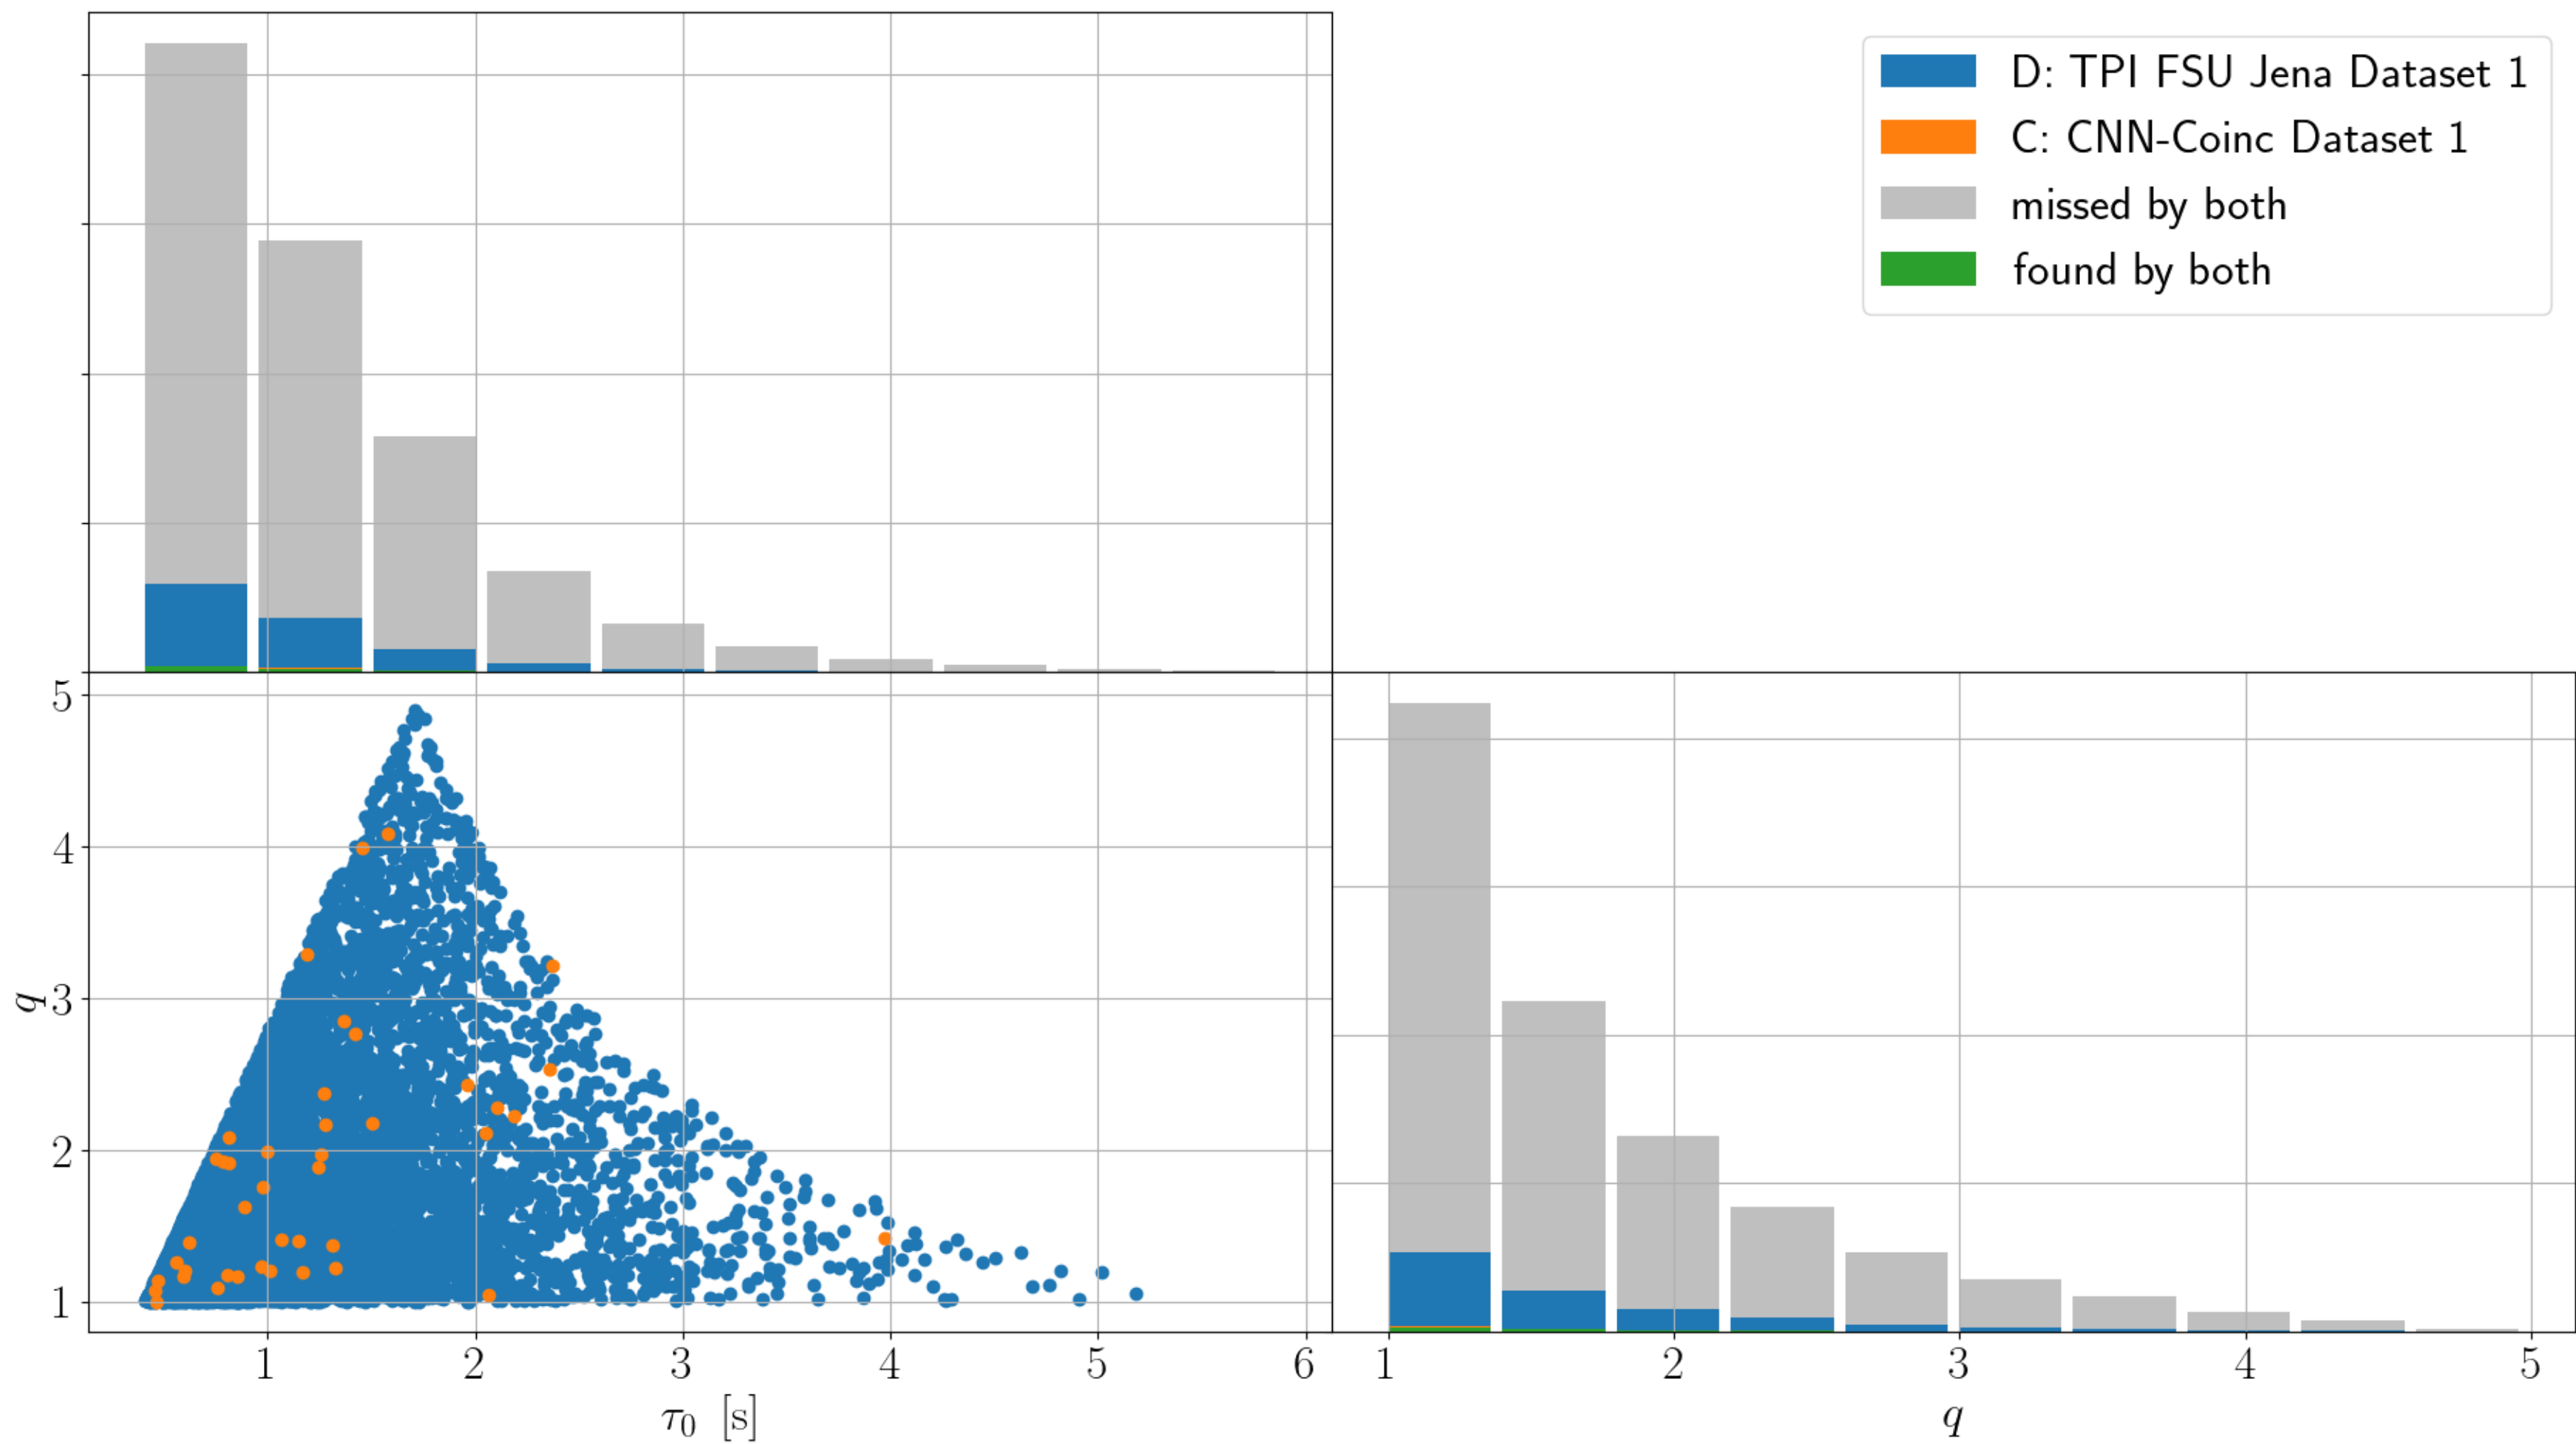 D: TPI FSU Jena Dataset 1
C: CNN-Coinc Dataset 1
missed by both
found by both
5
4
3
2
1
q
1 2 3 4 5 6
τ₀ [s]
1 2 3 4 5
q